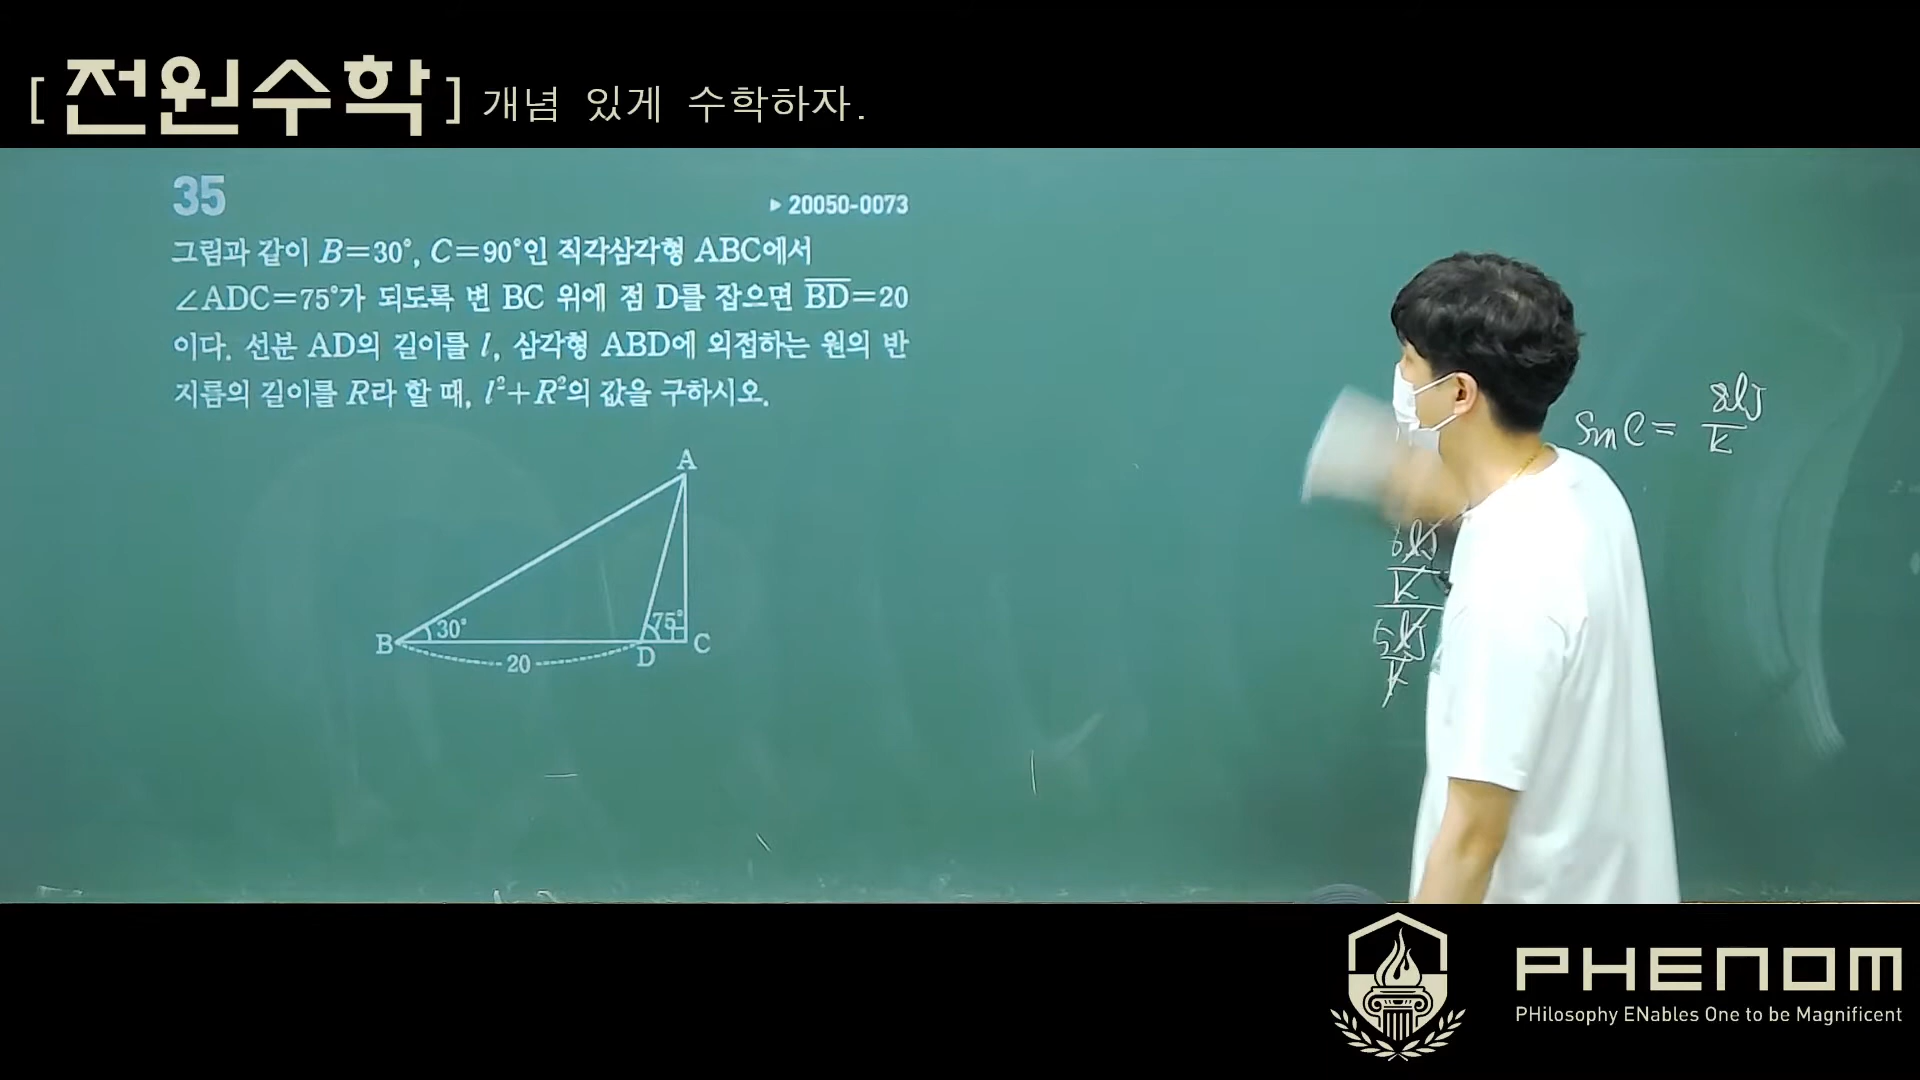 [전원수학] 개념 있게 수학하자.
35
▶ 20050-0073
그림과 같이 B=30°, C=90°인 직각삼각형 ABC에서
∠ADC=75°가 되도록 변 BC 위에 점 D를 잡으면 B̅D̅=20
이다. 선분 AD의 길이를 l, 삼각형 ABD에 외접하는 원의 반
지름의 길이를 R라 할 때, l²+R²의 값을 구하시오.
A
30°
75°
B
20
D
C
PHENOM
PHilosophy ENables One to be Magnificent